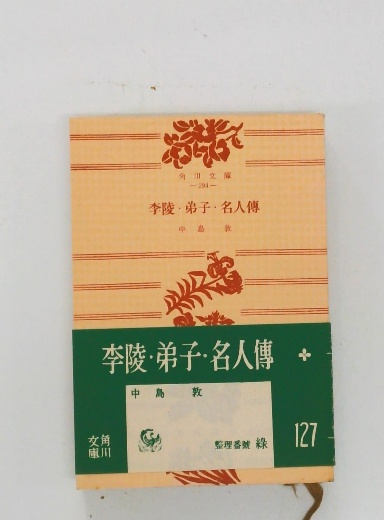 角川文庫
—294—
李陵・弟子・名人傳
中島敦
李陵・弟子・名人傳
中島敦
角川文庫
整理番號 綠
127